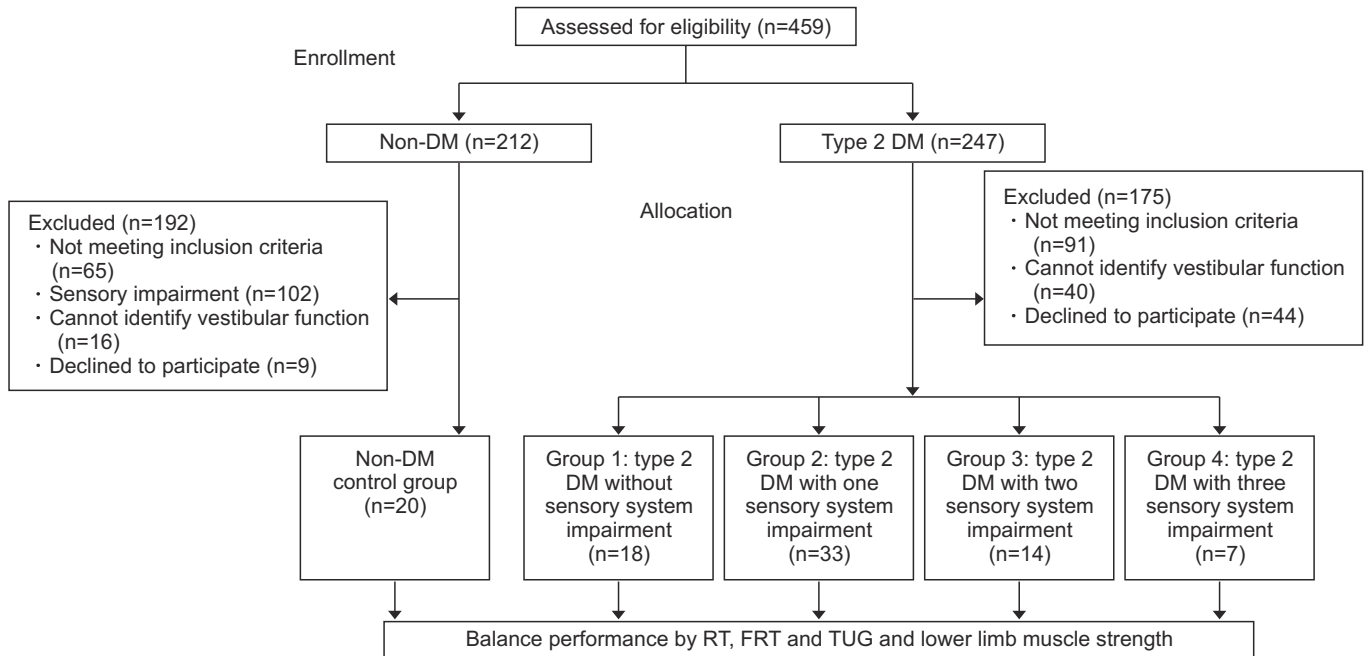 Assessed for eligibility (n=459)
Enrollment
Non-DM (n=212)
Type 2 DM (n=247)
Excluded (n=192)
· Not meeting inclusion criteria
(n=65)
· Sensory impairment (n=102)
· Cannot identify vestibular function
(n=16)
· Declined to participate (n=9)
Allocation
Excluded (n=175)
· Not meeting inclusion criteria
(n=91)
· Cannot identify vestibular function
(n=40)
· Declined to participate (n=44)
Non-DM
control group
(n=20)
Group 1: type 2
DM without
sensory system
impairment
(n=18)
Group 2: type 2
DM with one
sensory system
impairment
(n=33)
Group 3: type 2
DM with two
sensory system
impairment
(n=14)
Group 4: type 2
DM with three
sensory system
impairment
(n=7)
Balance performance by RT, FRT and TUG and lower limb muscle strength